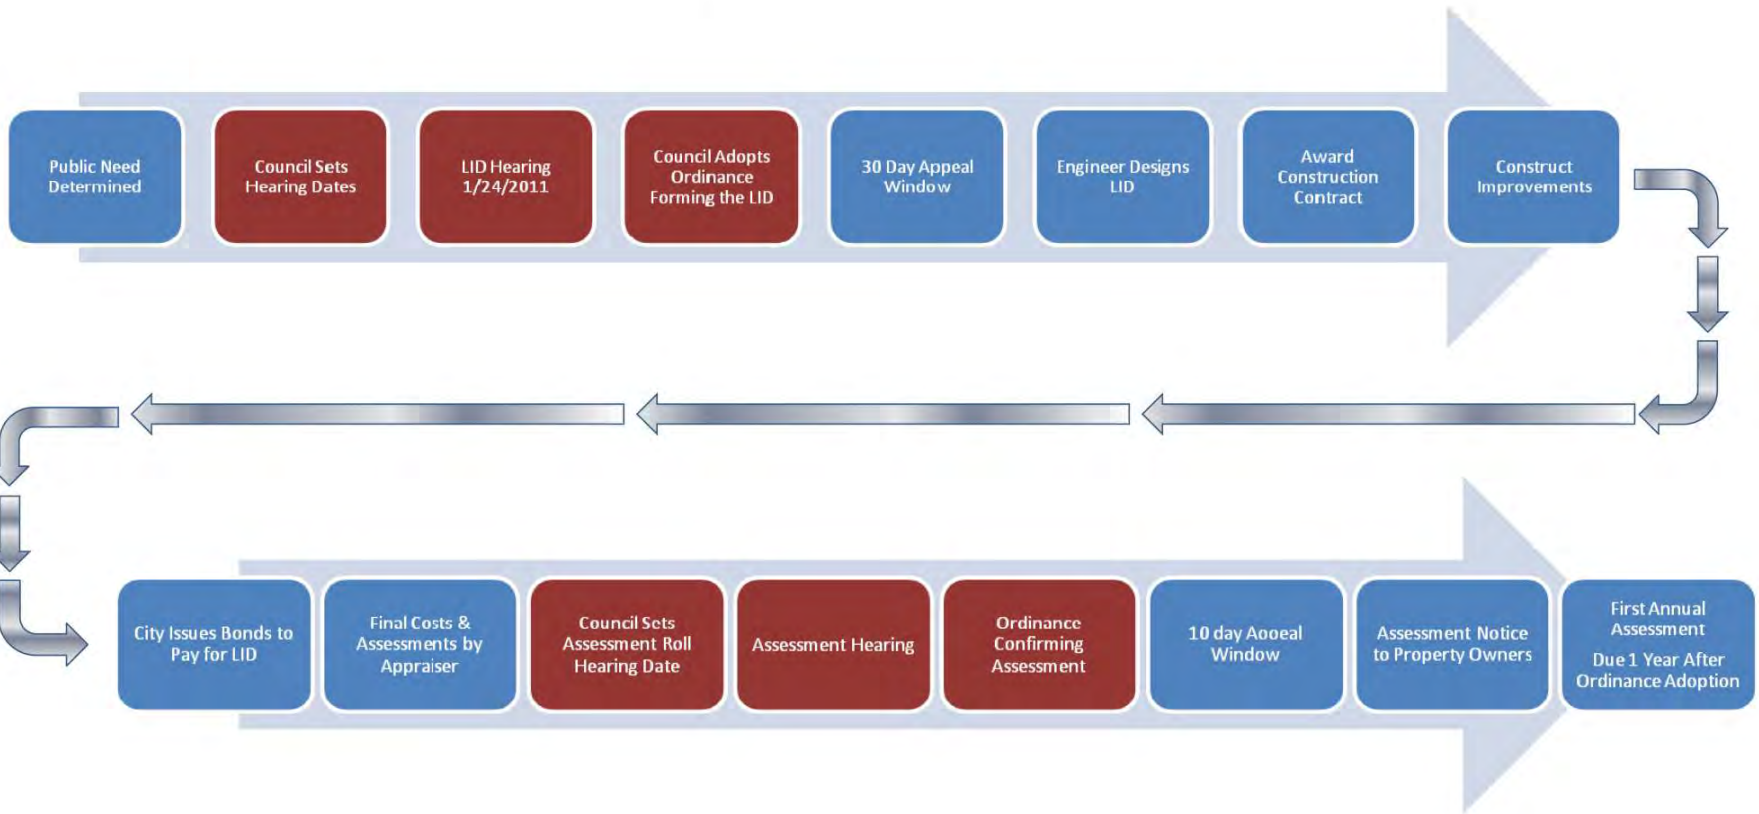 Public Need
Determined
Council Sets
Hearing Dates
LID Hearing
1/24/2011
Council Adopts
Ordinance
Forming the LID
30 Day Appeal
Window
Engineer Designs
LID
Award
Construction
Contract
Construct
Improvements
City Issues Bonds to
Pay for LID
Final Costs &
Assessments by
Appraiser
Council Sets
Assessment Roll
Hearing Date
Assessment Hearing
Ordinance
Confirming
Assessment
10 day Aooeal
Window
Assessment Notice
to Property Owners
First Annual
Assessment
Due 1 Year After
Ordinance Adoption